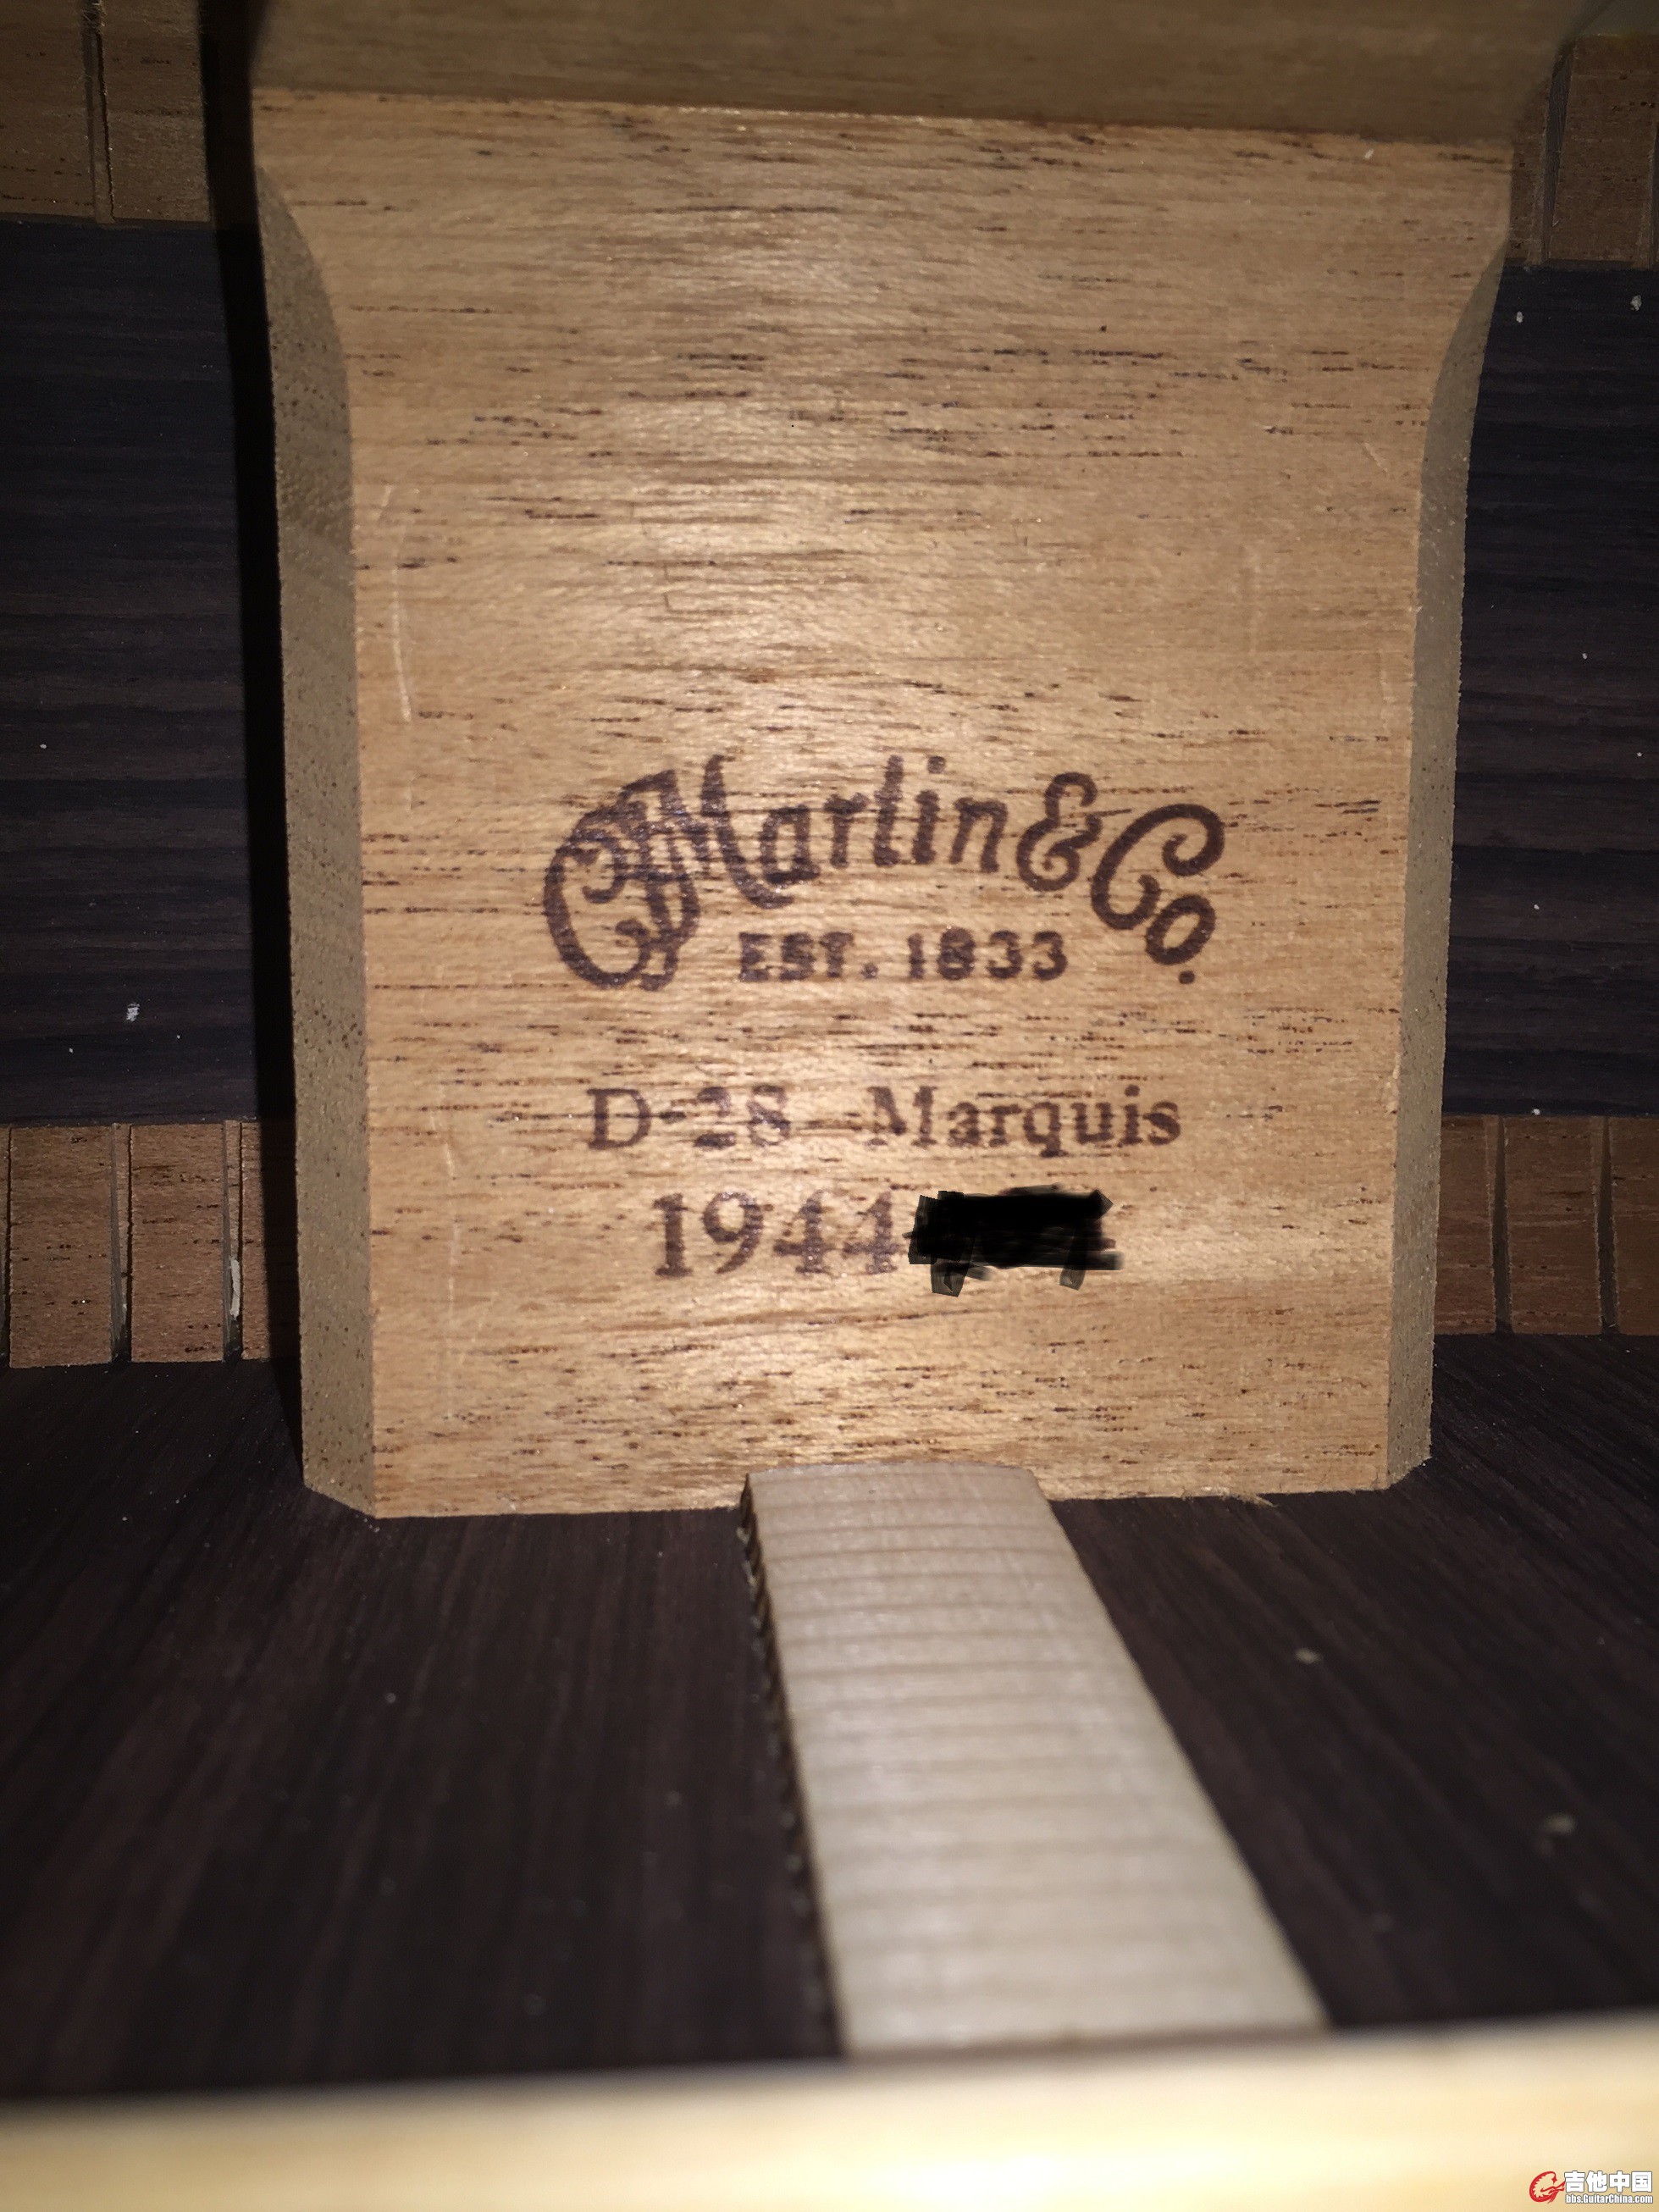 CFMartin & Co.
EST. 1833
D-28 Marquis
1944
吉他中国
bbs.GuitarChina.com